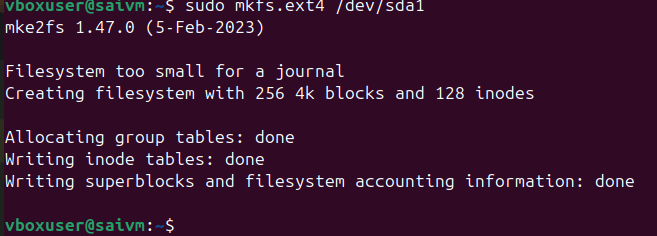 vboxuser@saivm:~$ sudo mkfs.ext4 /dev/sda1
mke2fs 1.47.0 (5-Feb-2023)
Filesystem too small for a journal
Creating filesystem with 256 4k blocks and 128 inodes
Allocating group tables: done
Writing inode tables: done
Writing superblocks and filesystem accounting information: done
vboxuser@saivm:~$